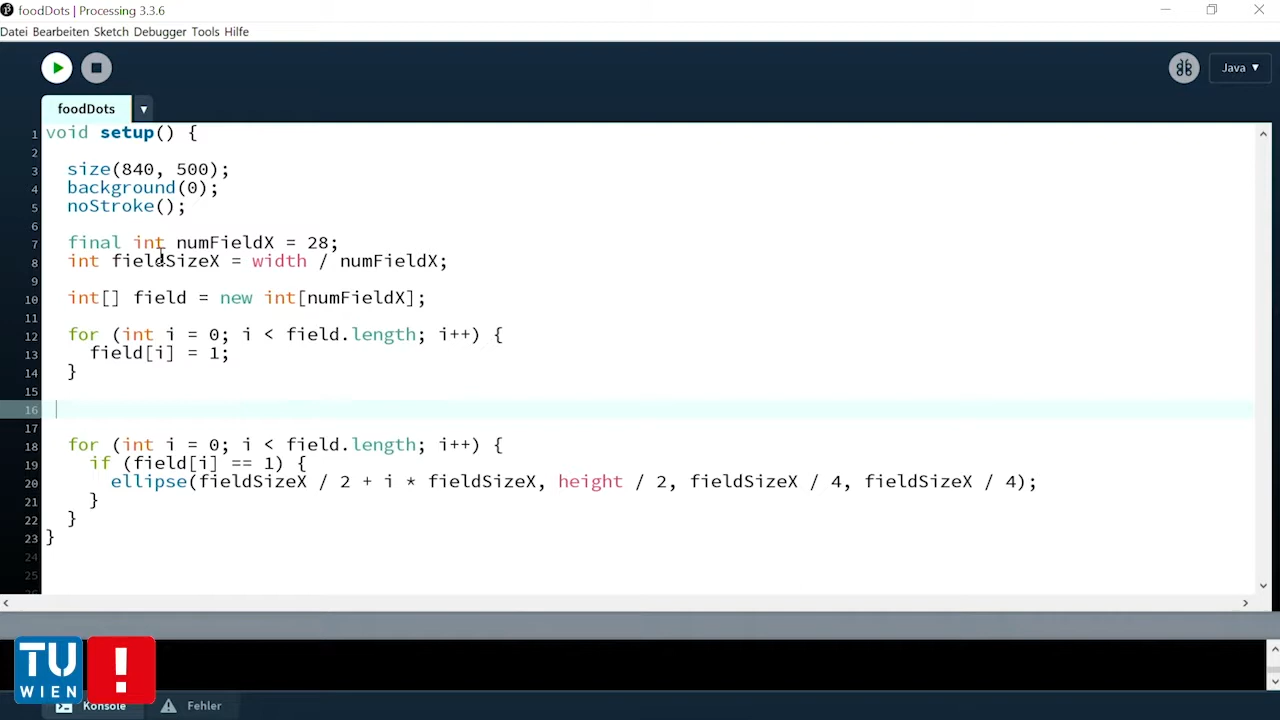 foodDots | Processing 3.3.6
Datei Bearbeiten Sketch Debugger Tools Hilfe
Java ▼
foodDots ▼
1 void setup() {
2
3 size(840, 500);
4 background(0);
5 noStroke();
6
7 final int numFieldX = 28;
8 int fieldSizeX = width / numFieldX;
9
10 int[] field = new int[numFieldX];
11
12 for (int i = 0; i < field.length; i++) {
13 field[i] = 1;
14 }
15
16
17
18 for (int i = 0; i < field.length; i++) {
19 if (field[i] == 1) {
20 ellipse(fieldSizeX / 2 + i * fieldSizeX, height / 2, fieldSizeX / 4, fieldSizeX / 4);
21 }
22 }
23 }
24
25
TU
WIEN
!
Konsole
Fehler